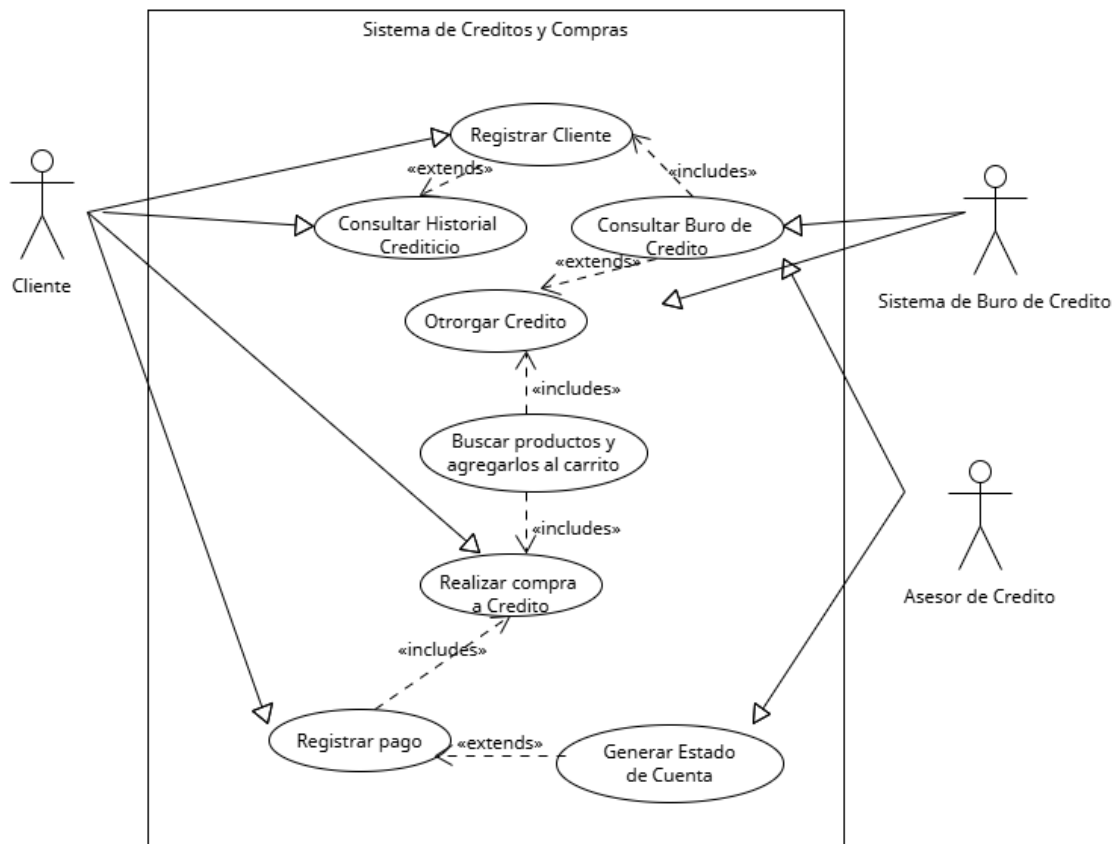 Sistema de Creditos y Compras
Registrar Cliente
«extends»
«includes»
Consultar Historial
Crediticio
Consultar Buro de
Credito
Cliente
«extends»
Sistema de Buro de Credito
Otrorgar Credito
«includes»
Buscar productos y
agregarlos al carrito
«includes»
Realizar compra
a Credito
Asesor de Credito
«includes»
Registrar pago
«extends»
Generar Estado
de Cuenta